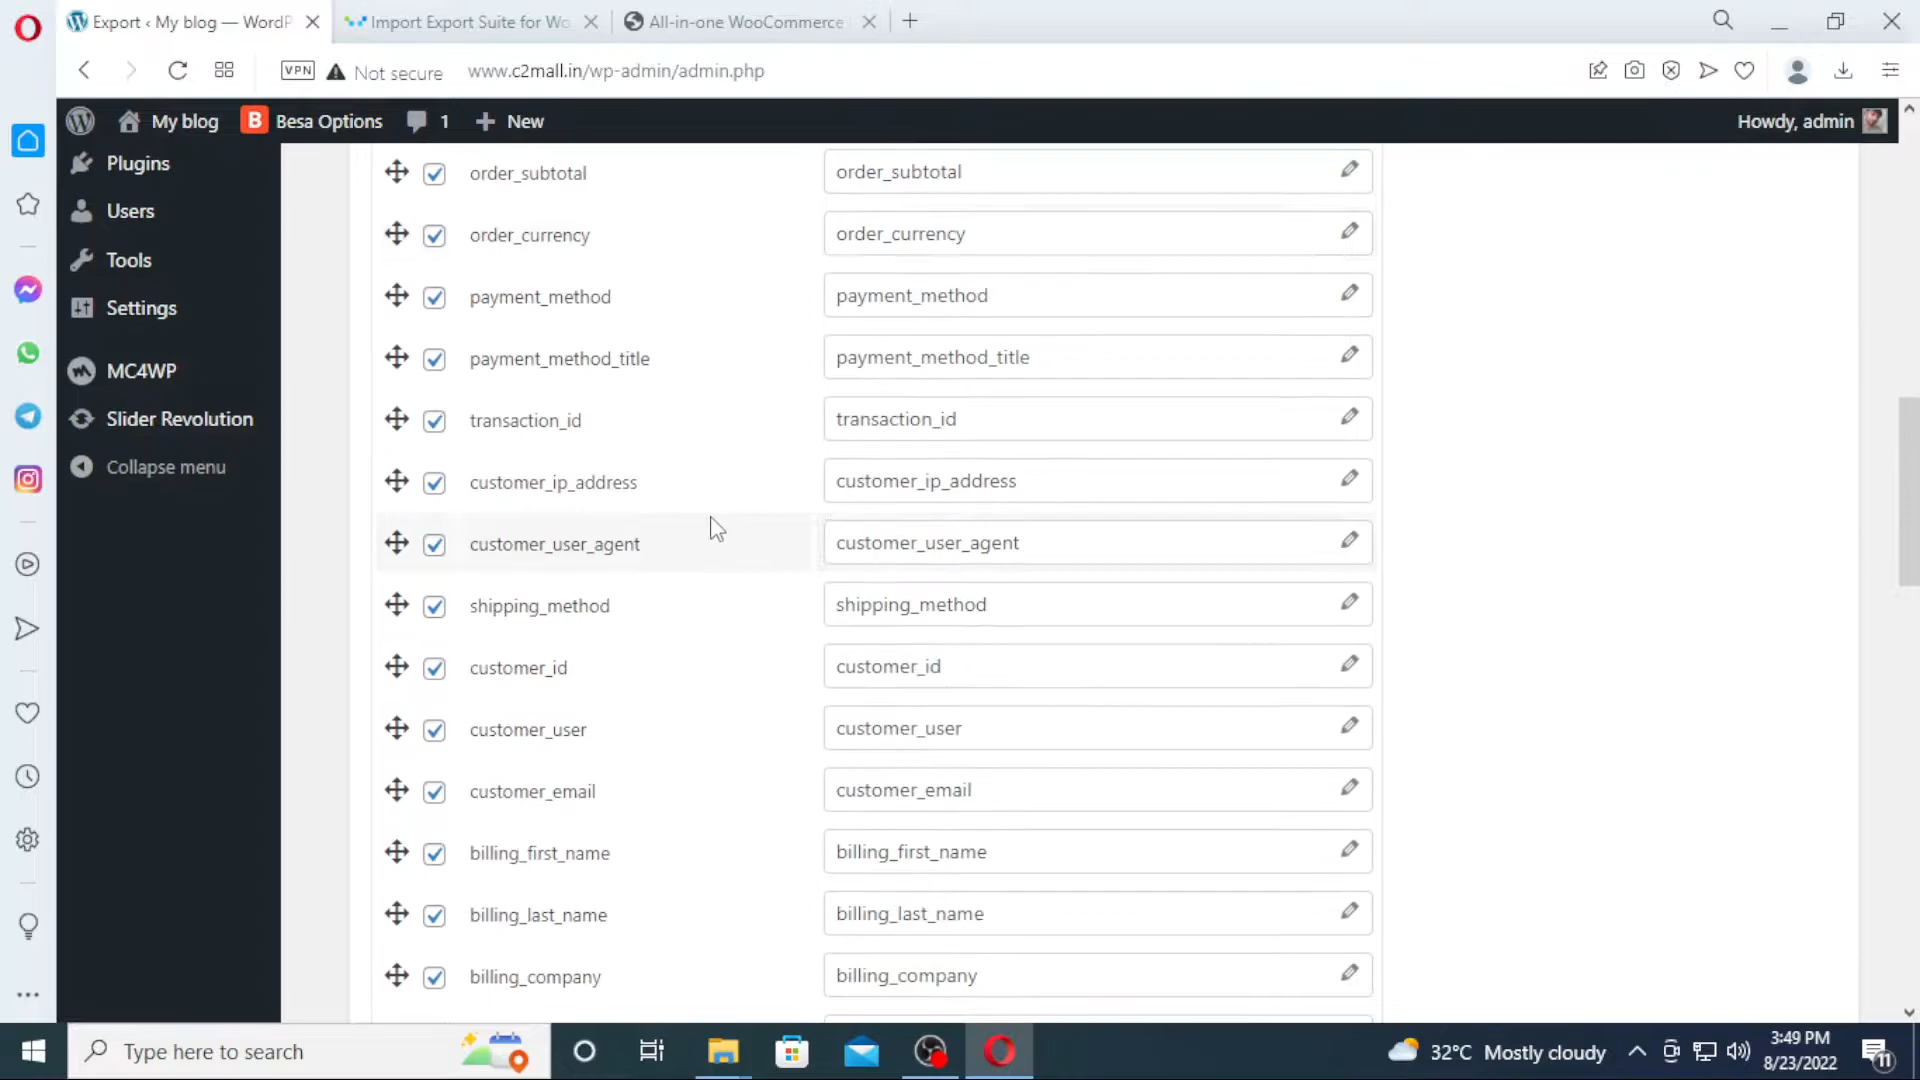 Export ‹ My blog — WordP
Import Export Suite for Wo
All-in-one WooCommerce
VPN
Not secure
www.c2mall.in/wp-admin/admin.php
My blog
B
Besa Options
1
New
Howdy, admin
Plugins
Users
Tools
Settings
MC4WP
Slider Revolution
Collapse menu
order_subtotal order_subtotal
order_currency order_currency
payment_method payment_method
payment_method_title payment_method_title
transaction_id transaction_id
customer_ip_address customer_ip_address
customer_user_agent customer_user_agent
shipping_method shipping_method
customer_id customer_id
customer_user customer_user
customer_email customer_email
billing_first_name billing_first_name
billing_last_name billing_last_name
billing_company billing_company
Type here to search
32°C Mostly cloudy
3:49 PM
8/23/2022
11